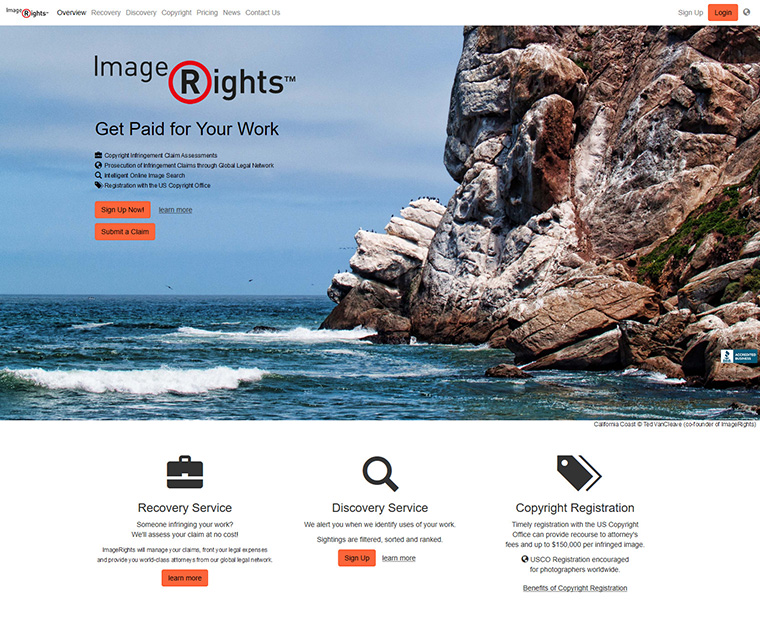 ImageRights™ Overview Recovery Discovery Copyright Pricing News Contact Us Sign Up Login
ImageRights™
Get Paid for Your Work
Copyright Infringement Claim Assessments
Prosecution of Infringement Claims through Global Legal Network
Intelligent Online Image Search
Registration with the US Copyright Office
Sign Up Now! learn more
Submit a Claim
BBB
ACCREDITED
BUSINESS
California Coast © Ted VanCleave (co-founder of ImageRights)
Recovery Service
Someone infringing your work?
We'll assess your claim at no cost!
ImageRights will manage your claims, front your legal expenses
and provide you world-class attorneys from our global legal network.
learn more
Discovery Service
We alert you when we identify uses of your work.
Sightings are filtered, sorted and ranked.
Sign Up learn more
Copyright Registration
Timely registration with the US Copyright
Office can provide recourse to attorney's
fees and up to $150,000 per infringed image.
USCO Registration encouraged
for photographers worldwide.
Benefits of Copyright Registration